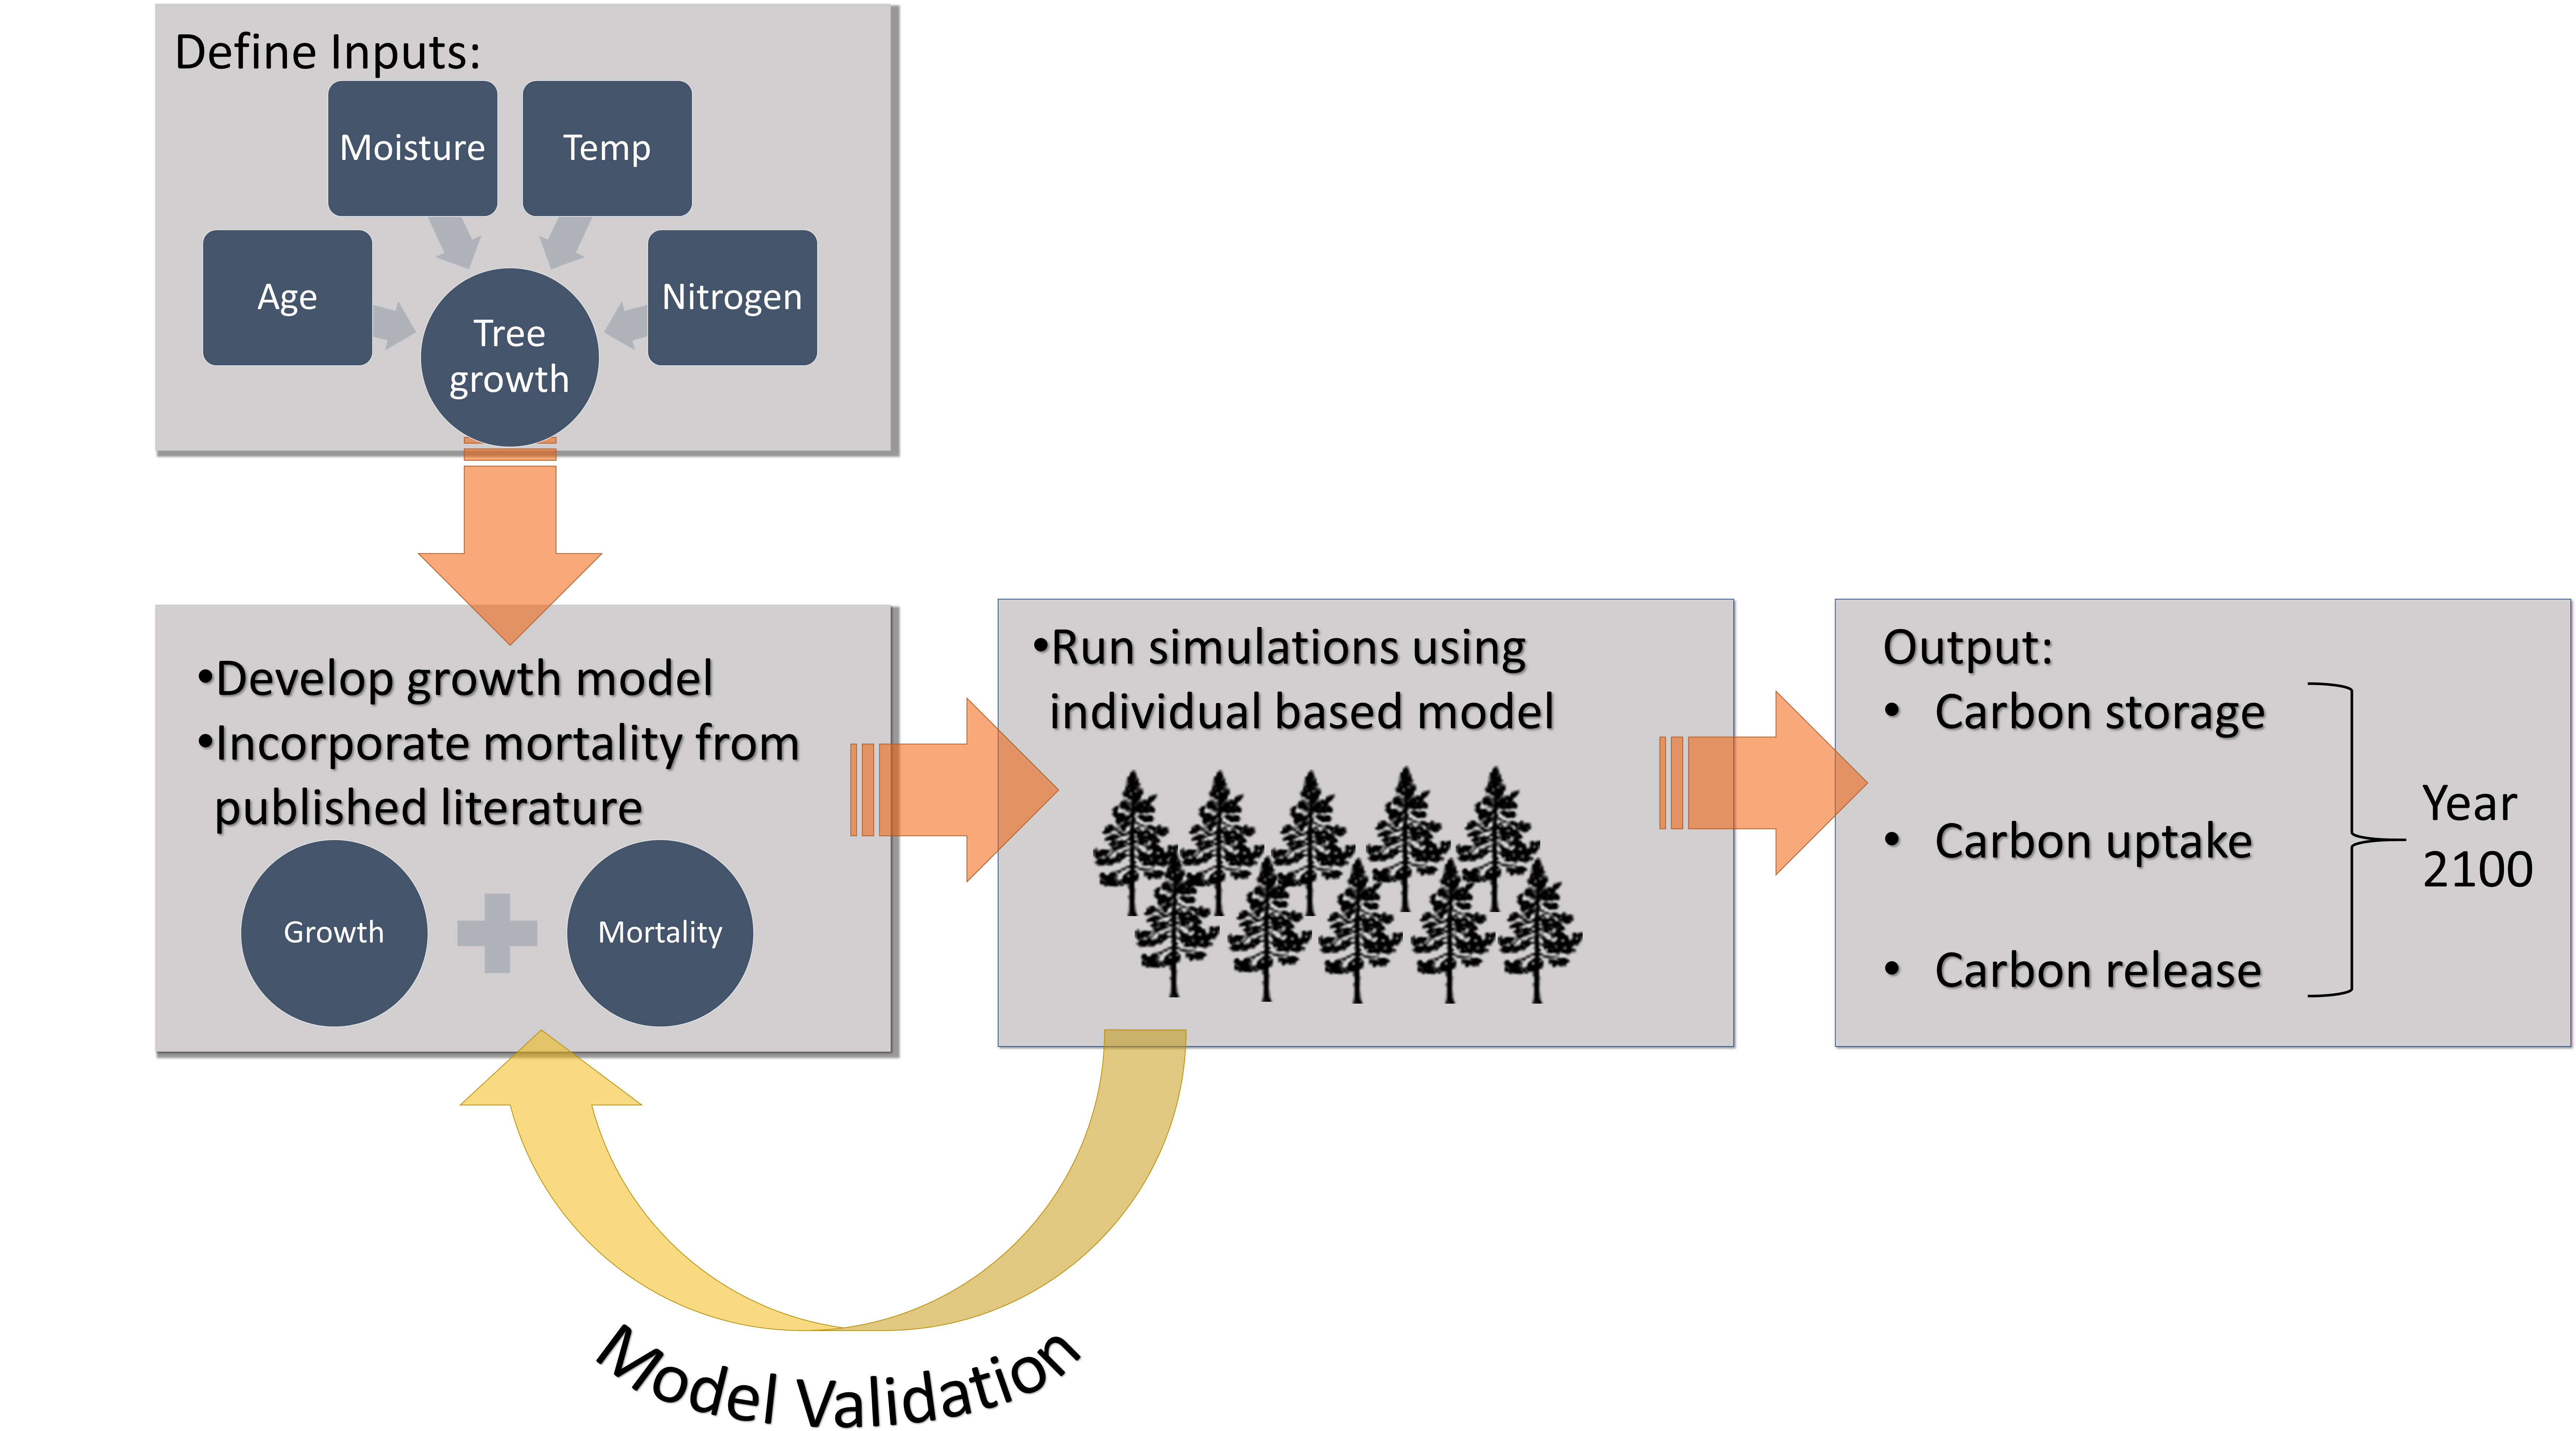 Define Inputs:
Moisture
Temp
Age
Nitrogen
Tree
growth
•Develop growth model
•Incorporate mortality from
published literature
Growth
Mortality
•Run simulations using
individual based model
Output:
• Carbon storage
• Carbon uptake
• Carbon release
Year
2100
Model Validation